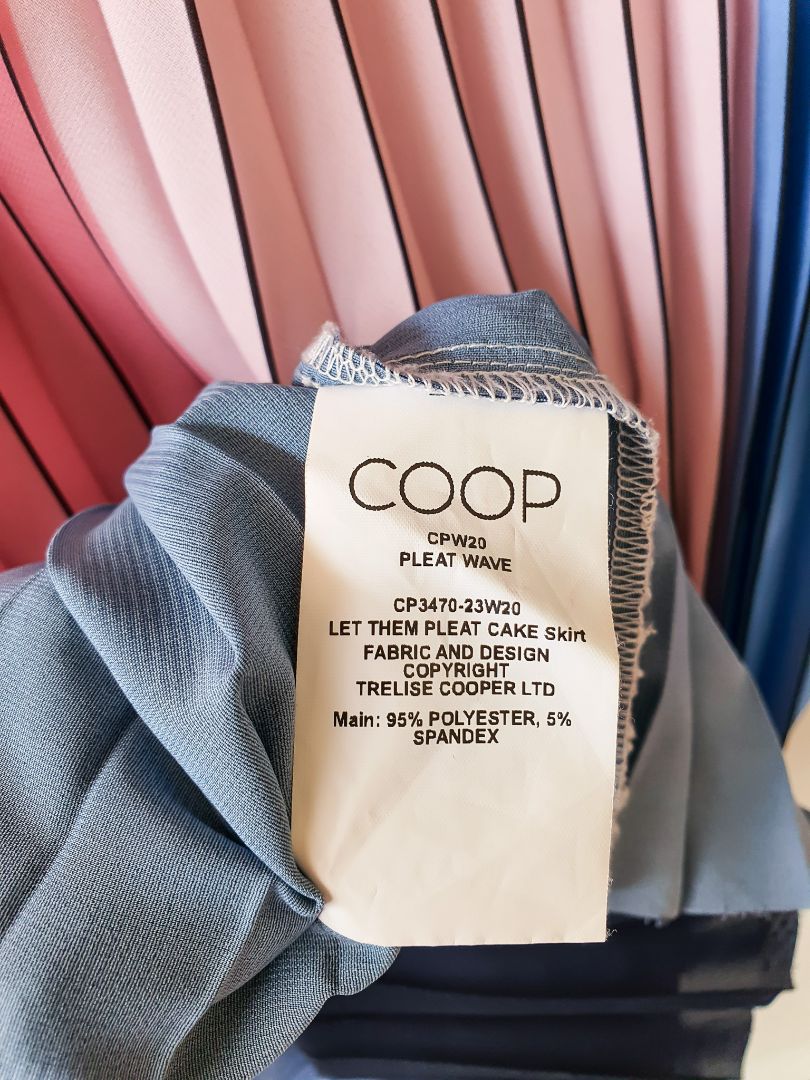 COOP
CPW20
PLEAT WAVE
CP3470-23W20
LET THEM PLEAT CAKE Skirt
FABRIC AND DESIGN
COPYRIGHT
TRELISE COOPER LTD
Main: 95% POLYESTER, 5%
SPANDEX